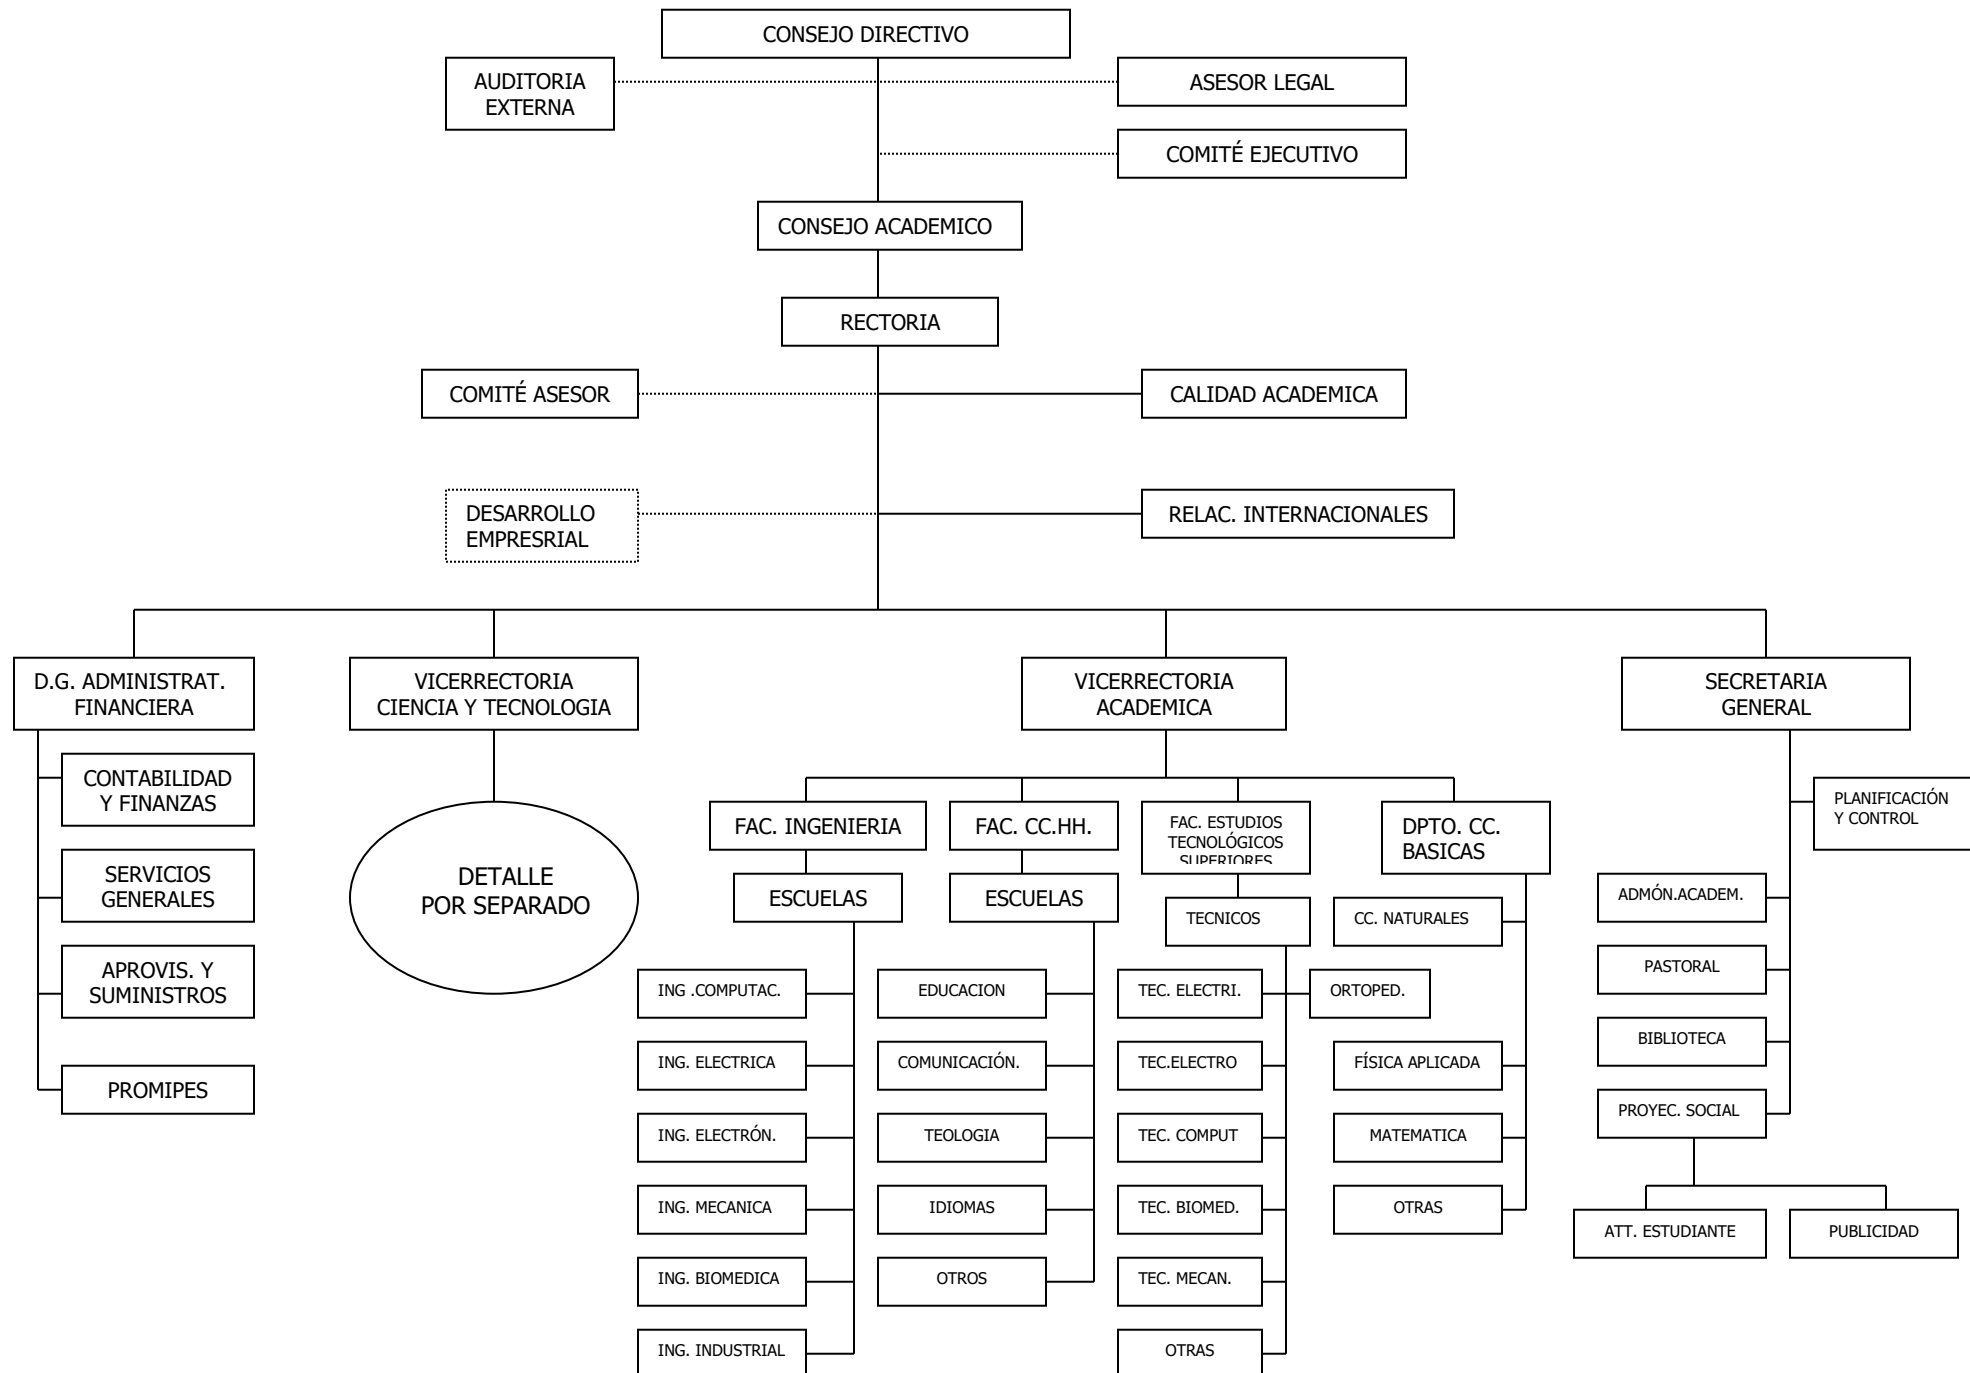 CONSEJO DIRECTIVO
AUDITORIA
EXTERNA
ASESOR LEGAL
COMITÉ EJECUTIVO
CONSEJO ACADEMICO
RECTORIA
COMITÉ ASESOR
CALIDAD ACADEMICA
DESARROLLO
EMPRESRIAL
RELAC. INTERNACIONALES
D.G. ADMINISTRAT.
FINANCIERA
VICERRECTORIA
CIENCIA Y TECNOLOGIA
VICERRECTORIA
ACADEMICA
SECRETARIA
GENERAL
CONTABILIDAD
Y FINANZAS
SERVICIOS
GENERALES
APROVIS. Y
SUMINISTROS
PROMIPES
DETALLE
POR SEPARADO
FAC. INGENIERIA
ESCUELAS
ING .COMPUTAC.
ING. ELECTRICA
ING. ELECTRÓN.
ING. MECANICA
ING. BIOMEDICA
ING. INDUSTRIAL
FAC. CC.HH.
ESCUELAS
EDUCACION
COMUNICACIÓN.
TEOLOGIA
IDIOMAS
OTROS
FAC. ESTUDIOS
TECNOLÓGICOS
SUPERIORES
TECNICOS
TEC. ELECTRI.
ORTOPED.
TEC.ELECTRO
TEC. COMPUT
TEC. BIOMED.
TEC. MECAN.
OTRAS
DPTO. CC.
BASICAS
CC. NATURALES
FÍSICA APLICADA
MATEMATICA
OTRAS
PLANIFICACIÓN
Y CONTROL
ADMÓN.ACADEM.
PASTORAL
BIBLIOTECA
PROYEC. SOCIAL
ATT. ESTUDIANTE
PUBLICIDAD